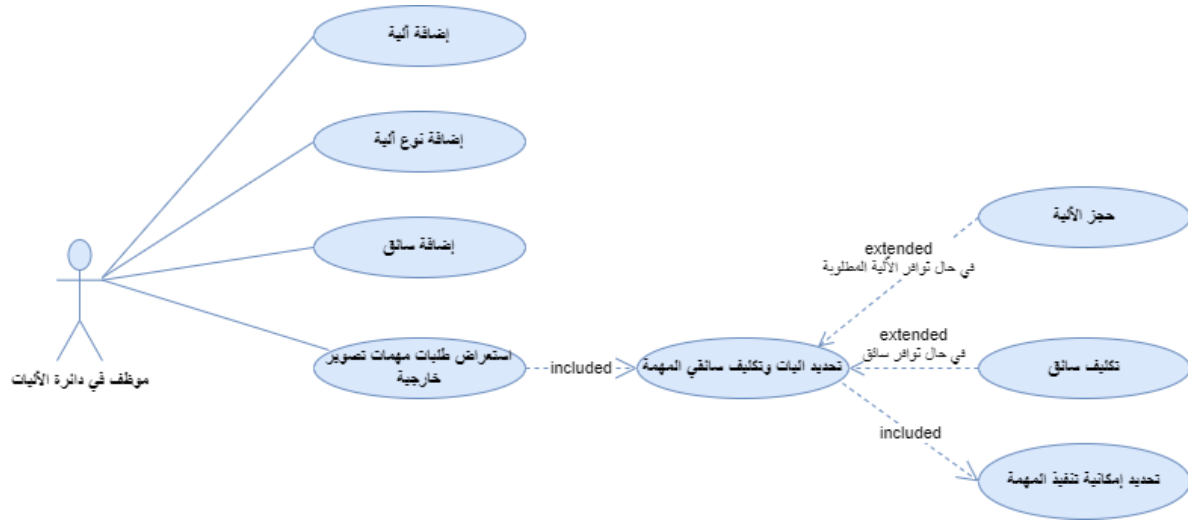 إضافة آلية
إضافة نوع آلية
إضافة سائق
موظف في دائرة الآليات
استعراض طلبات مهمات تصوير
خارجية
included
تحديد اليات وتكليف سائقي المهمة
حجز الآلية
extended
في حال توافر الآلية المطلوبة
extended
في حال توافر سائق
تكليف سائق
included
تحديد إمكانية تنفيذ المهمة